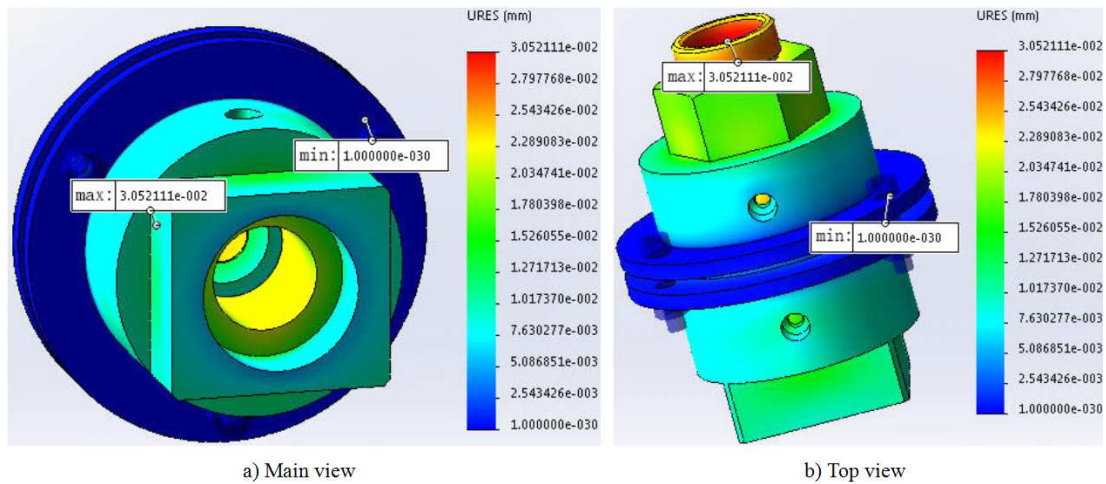 URES (mm)
3.052111e-002
2.797768e-002
2.543426e-002
2.289083e-002
2.034741e-002
1.780398e-002
1.526055e-002
1.271713e-002
1.017370e-002
7.630277e-003
5.086851e-003
2.543426e-003
1.000000e-030
min: 1.000000e-030
max: 3.052111e-002
a) Main view
URES (mm)
3.052111e-002
2.797768e-002
2.543426e-002
2.289083e-002
2.034741e-002
1.780398e-002
1.526055e-002
1.271713e-002
1.017370e-002
7.630277e-003
5.086851e-003
2.543426e-003
1.000000e-030
max: 3.052111e-002
min: 1.000000e-030
b) Top view